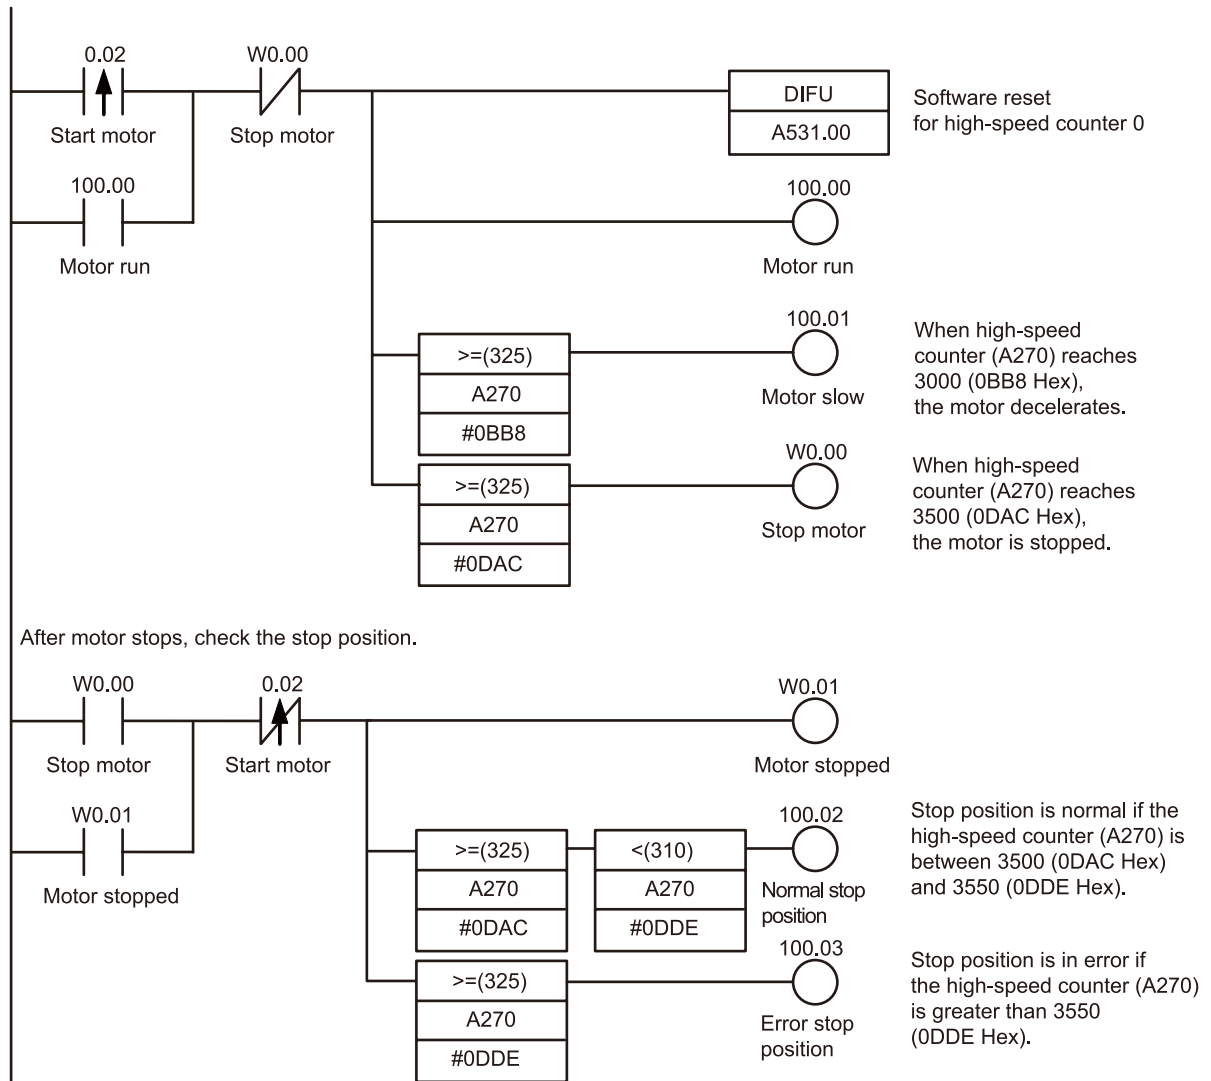 0.02
W0.00
DIFU
A531.00
Software reset
for high-speed counter 0
Start motor
Stop motor
100.00
Motor run
100.00
Motor run
100.01
Motor slow
>=(325)
A270
#0BB8
When high-speed
counter (A270) reaches
3000 (0BB8 Hex),
the motor decelerates.
W0.00
Stop motor
>=(325)
A270
#0DAC
When high-speed
counter (A270) reaches
3500 (0DAC Hex),
the motor is stopped.
After motor stops, check the stop position.
W0.00
Stop motor
0.02
Start motor
W0.01
Motor stopped
W0.01
Motor stopped
>=(325)
A270
#0DAC
<(310)
A270
#0DDE
100.02
Normal stop
position
Stop position is normal if the
high-speed counter (A270) is
between 3500 (0DAC Hex)
and 3550 (0DDE Hex).
>=(325)
A270
#0DDE
100.03
Error stop
position
Stop position is in error if
the high-speed counter (A270)
is greater than 3550
(0DDE Hex).